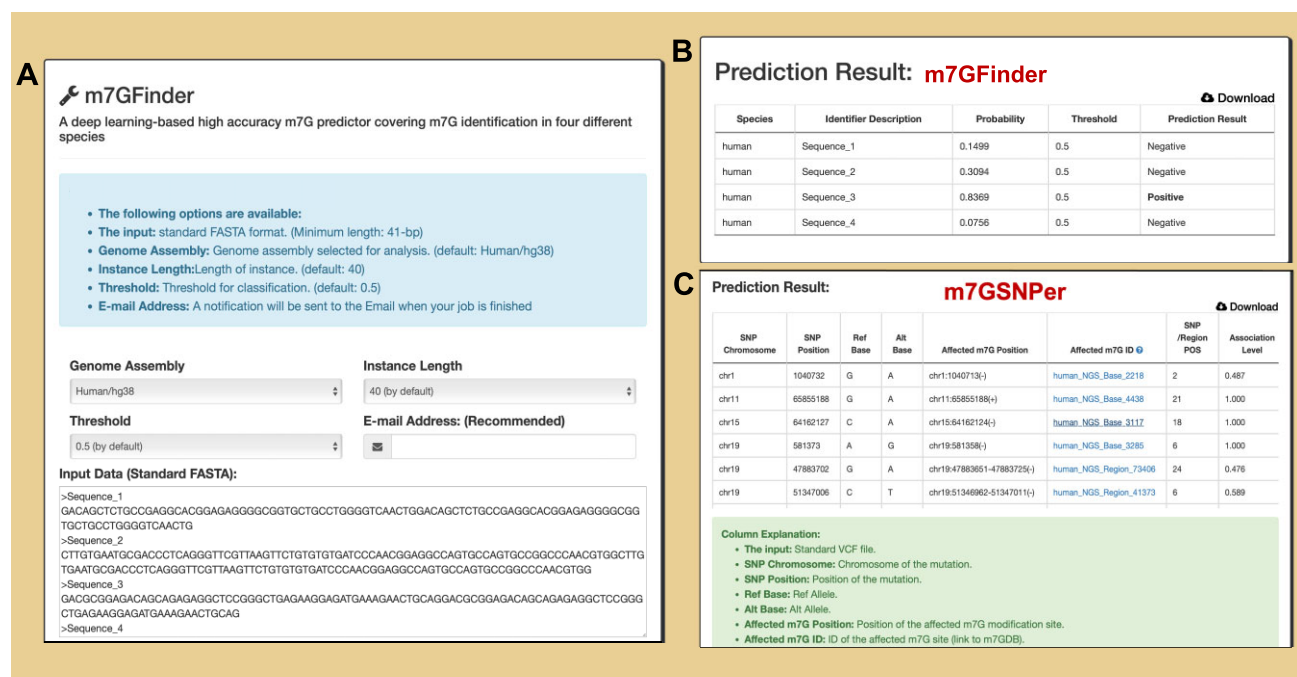 A
m7GFinder
A deep learning-based high accuracy m7G predictor covering m7G identification in four different
species
• The following options are available:
• The input: standard FASTA format. (Minimum length: 41-bp)
• Genome Assembly: Genome assembly selected for analysis. (default: Human/hg38)
• Instance Length:Length of instance. (default: 40)
• Threshold: Threshold for classification. (default: 0.5)
• E-mail Address: A notification will be sent to the Email when your job is finished
Genome Assembly Instance Length
Human/hg38 40 (by default)
Threshold E-mail Address: (Recommended)
0.5 (by default)
Input Data (Standard FASTA):
>Sequence_1
GACAGCTCTGCCGAGGCACGGAGAGGGGCGGTGCTGCCTGGGGTCAACTGGACAGCTCTGCCGAGGCACGGAGAGGGGCGG
TGCTGCCTGGGGTCAACTG
>Sequence_2
CTTGTGAATGCGACCCTCAGGGTTCGTTAAGTTCTGTGTGTGATCCCAACGGAGGCCAGTGCCAGTGCCGGCCCAACGTGGCTTG
TGAATGCGACCCTCAGGGTTCGTTAAGTTCTGTGTGTGATCCCAACGGAGGCCAGTGCCAGTGCCGGCCCAACGTGG
>Sequence_3
GACGCGGAGACAGCAGAGAGGCTCCGGGCTGAGAAGGAGATGAAAGAACTGCAGGACGCGGAGACAGCAGAGAGGCTCCGGG
CTGAGAAGGAGATGAAAGAACTGCAG
>Sequence_4
B
Prediction Result: m7GFinder
Download
Species Identifier Description Probability Threshold Prediction Result
human Sequence_1 0.1499 0.5 Negative
human Sequence_2 0.3094 0.5 Negative
human Sequence_3 0.8369 0.5 Positive
human Sequence_4 0.0756 0.5 Negative
C
Prediction Result: m7GSNPer
Download
SNP Chromosome SNP Position Ref Base Alt Base Affected m7G Position Affected m7G ID SNP /Region POS Association Level
chr1 1040732 G A chr1:1040713(-) human_NGS_Base_2218 2 0.487
chr11 65855188 G A chr11:65855188(+) human_NGS_Base_4438 21 1.000
chr15 64162127 C A chr15:64162124(-) human_NGS_Base_3117 18 1.000
chr19 581373 A G chr19:581358(-) human_NGS_Base_3285 6 1.000
chr19 47883702 G A chr19:47883651-47883725(-) human_NGS_Region_73406 24 0.476
chr19 51347006 C T chr19:51346962-51347011(-) human_NGS_Region_41373 6 0.589
Column Explanation:
• The input: Standard VCF file.
• SNP Chromosome: Chromosome of the mutation.
• SNP Position: Position of the mutation.
• Ref Base: Ref Allele.
• Alt Base: Alt Allele.
• Affected m7G Position: Position of the affected m7G modification site.
• Affected m7G ID: ID of the affected m7G site (link to m7GDB).